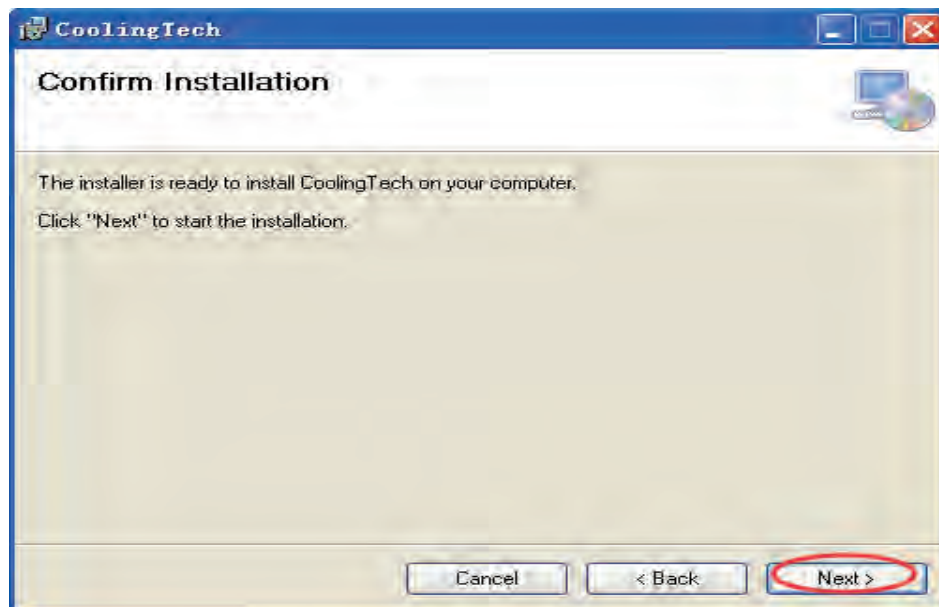 CoolingTech
Confirm Installation
The installer is ready to install CoolingTech on your computer.
Click "Next" to start the installation.
Cancel
< Back
Next >